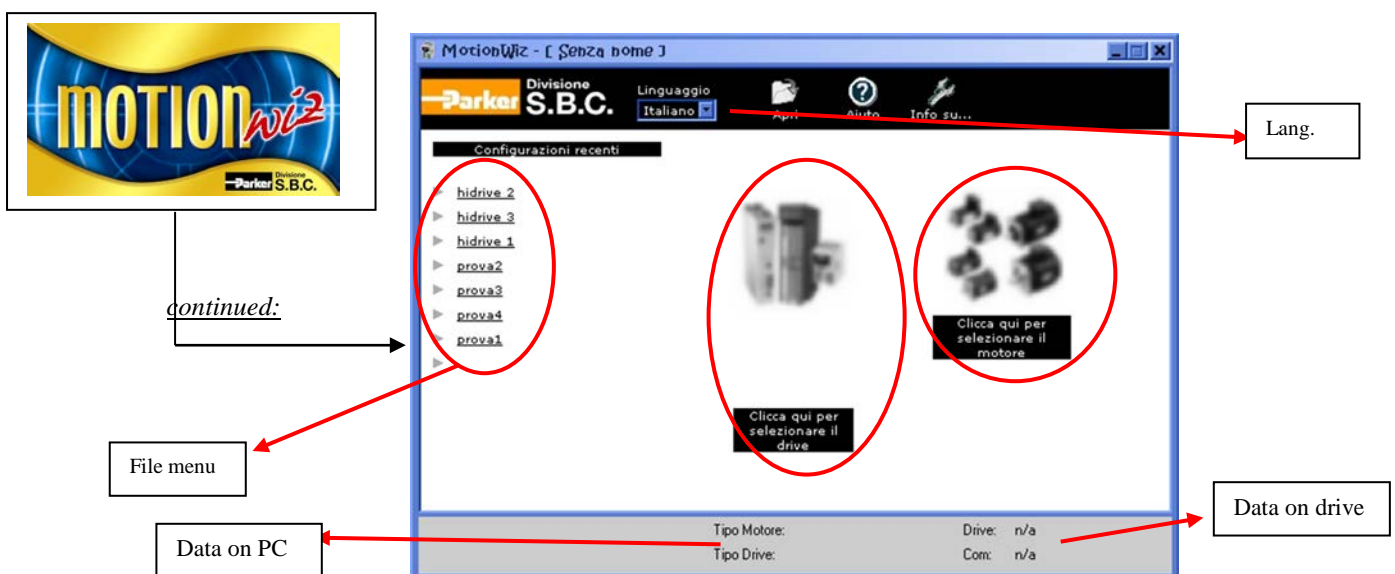 MOTION wiz
Parker Divisione S.B.C.
continued:
File menu
Data on PC
MotionWiz - [ Senza nome ]
Parker Divisione S.B.C.
Linguaggio
Italiano
Apri
Aiuto
Info su...
Lang.
Configurazioni recenti
hidrive 2
hidrive 3
hidrive 1
prova2
prova3
prova4
prova1
Clicca qui per
selezionare il
drive
Clicca qui per
selezionare il
motore
Tipo Motore:
Drive: n/a
Tipo Drive:
Com: n/a
Data on drive